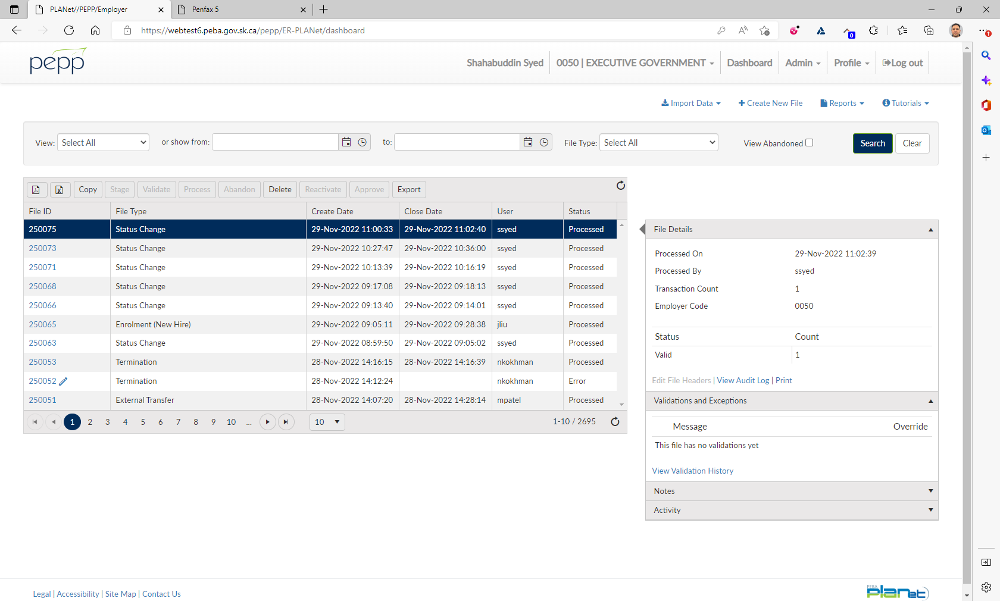 PLANet//PEPP/Employer
Penfax 5
https://webtest6.peba.gov.sk.ca/pepp/ER-PLANet/dashboard
0
pepp
Shahabuddin Syed
0050 | EXECUTIVE GOVERNMENT
Dashboard
Admin
Profile
Log out
Import Data
Create New File
Reports
Tutorials
View: Select All
or show from:
to:
File Type: Select All
View Abandoned
Search
Clear
Copy Stage Validate Process Abandon Delete Reactivate Approve Export
File ID File Type Create Date Close Date User Status
250075 Status Change 29-Nov-2022 11:00:33 29-Nov-2022 11:02:40 ssyed Processed
250073 Status Change 29-Nov-2022 10:27:47 29-Nov-2022 10:36:00 ssyed Processed
250071 Status Change 29-Nov-2022 10:13:39 29-Nov-2022 10:16:19 ssyed Processed
250068 Status Change 29-Nov-2022 09:17:08 29-Nov-2022 09:18:13 ssyed Processed
250066 Status Change 29-Nov-2022 09:13:40 29-Nov-2022 09:14:01 ssyed Processed
250065 Enrolment (New Hire) 29-Nov-2022 09:05:11 29-Nov-2022 09:28:38 jliu Processed
250063 Status Change 29-Nov-2022 08:59:50 29-Nov-2022 09:05:02 ssyed Processed
250053 Termination 28-Nov-2022 14:16:15 28-Nov-2022 14:16:39 nkokhman Processed
250052 Termination 28-Nov-2022 14:12:24 nkokhman Error
250051 External Transfer 28-Nov-2022 14:07:20 28-Nov-2022 14:28:14 mpatel Processed
1 2 3 4 5 6 7 8 9 10 ... 10 1-10 / 2695
File Details
Processed On 29-Nov-2022 11:02:39
Processed By ssyed
Transaction Count 1
Employer Code 0050
Status Count
Valid 1
Edit File Headers | View Audit Log | Print
Validations and Exceptions
Message Override
This file has no validations yet
View Validation History
Notes
Activity
Legal | Accessibility | Site Map | Contact Us
PEBA
planet